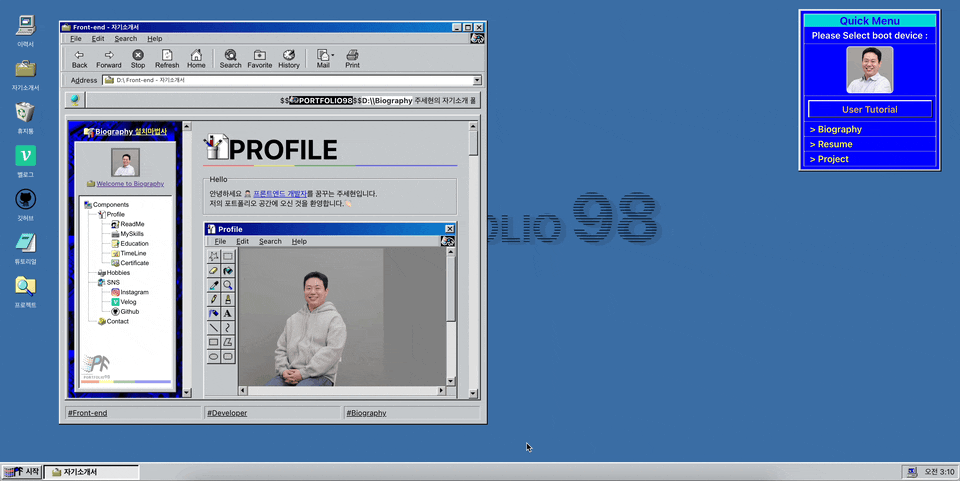 이력서
자기소개서
휴지통
벨로그
깃허브
튜토리얼
프로젝트
Front-end - 자기소개서
File Edit Search Help
Back Forward Stop Refresh Home Search Favorite History Mail Print
Address D:\ Front-end - 자기소개서
$$PORTFOLIO98$$D:\\Biography 주세현의 자기소개 폴
Biography 설치마법사
Welcome to Biography
Components
Profile
ReadMe
MySkills
Education
TimeLine
Certificate
Hobbies
SNS
Instagram
Velog
Github
Contact
PF
PORTFOLIO98
PROFILE
Hello
안녕하세요 프론트엔드 개발자를 꿈꾸는 주세현입니다.
저의 포트폴리오 공간에 오신 것을 환영합니다.
Profile
File Edit Search Help
#Front-end #Developer #Biography
OLIO 98
Quick Menu
Please Select boot device :
User Tutorial
> Biography
> Resume
> Project
시작 자기소개서 오전 3:10